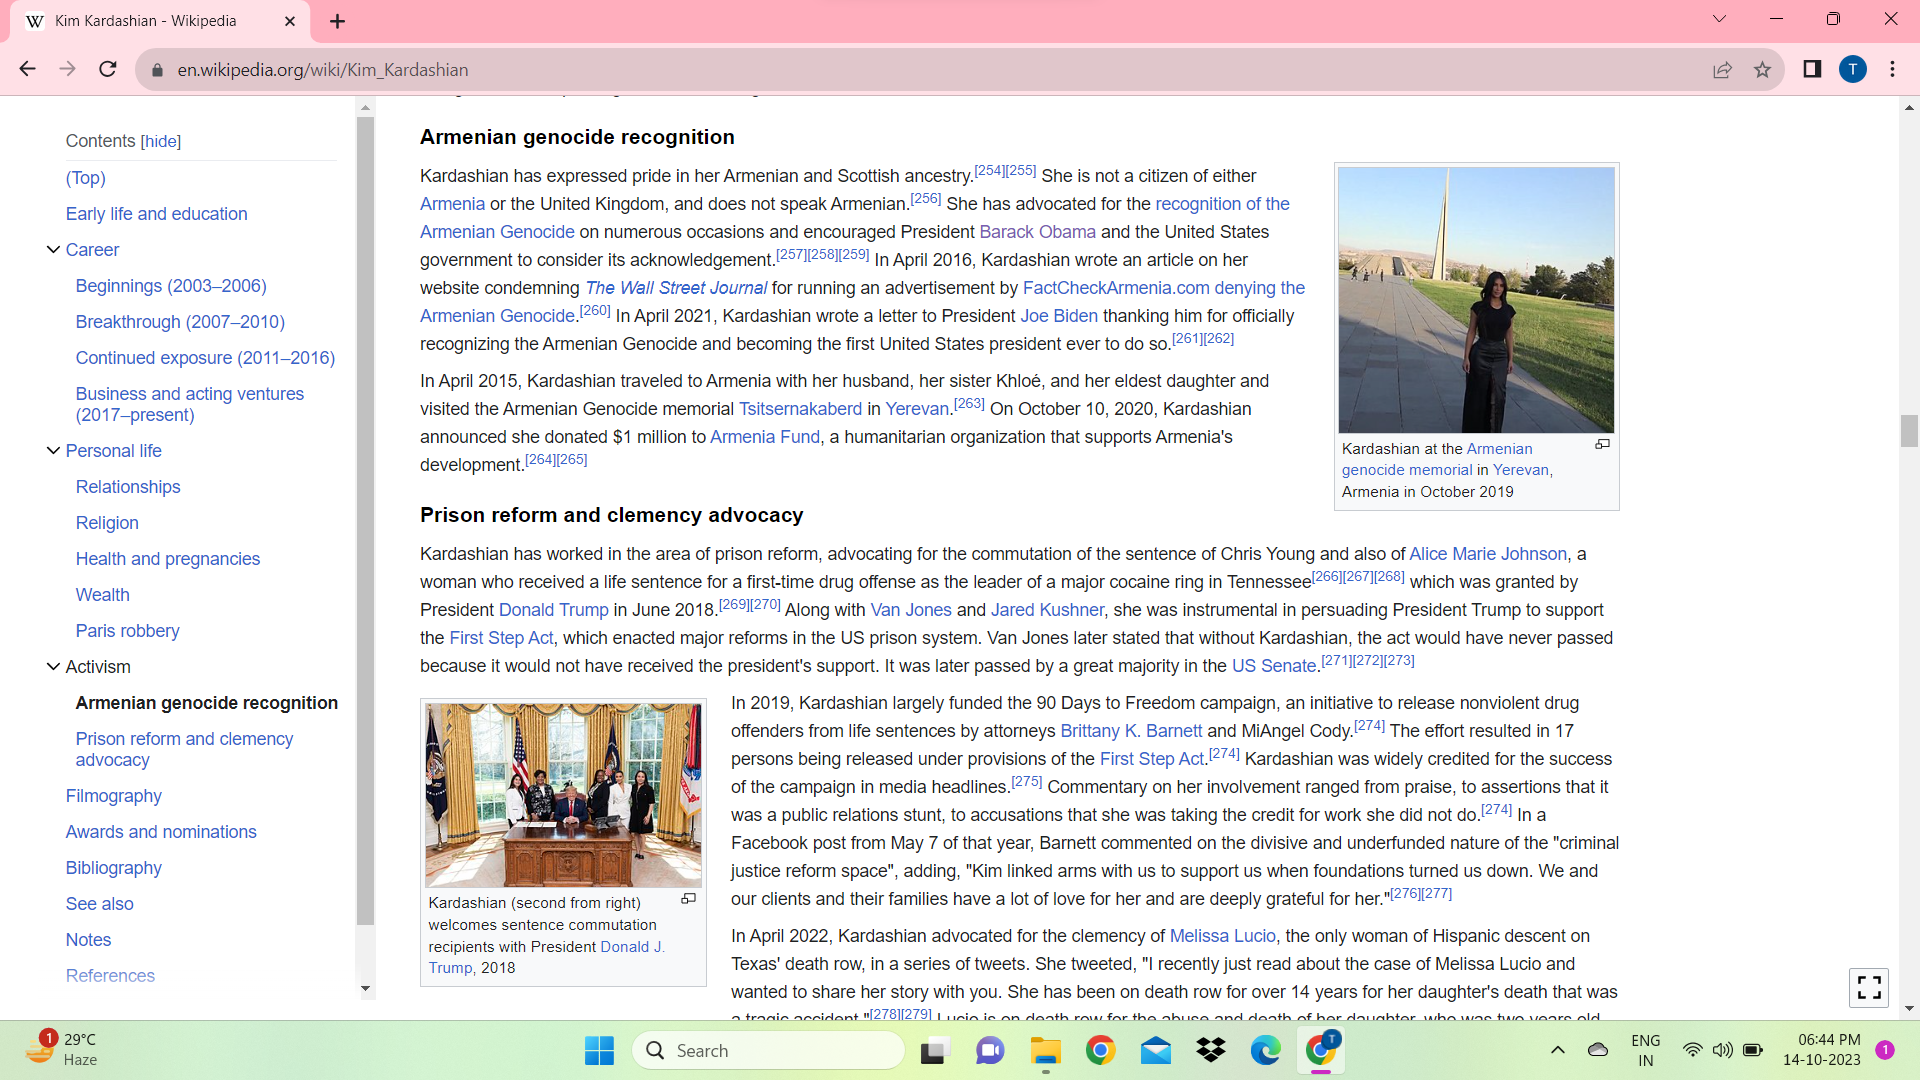 Kim Kardashian - Wikipedia
en.wikipedia.org/wiki/Kim_Kardashian
T
Contents [hide]
(Top)
Early life and education
Career
Beginnings (2003–2006)
Breakthrough (2007–2010)
Continued exposure (2011–2016)
Business and acting ventures
(2017–present)
Personal life
Relationships
Religion
Health and pregnancies
Wealth
Paris robbery
Activism
Armenian genocide recognition
Prison reform and clemency
advocacy
Filmography
Awards and nominations
Bibliography
See also
Notes
References
Armenian genocide recognition
Kardashian has expressed pride in her Armenian and Scottish ancestry.[254][255] She is not a citizen of either
Armenia or the United Kingdom, and does not speak Armenian.[256] She has advocated for the recognition of the
Armenian Genocide on numerous occasions and encouraged President Barack Obama and the United States
government to consider its acknowledgement.[257][258][259] In April 2016, Kardashian wrote an article on her
website condemning The Wall Street Journal for running an advertisement by FactCheckArmenia.com denying the
Armenian Genocide.[260] In April 2021, Kardashian wrote a letter to President Joe Biden thanking him for officially
recognizing the Armenian Genocide and becoming the first United States president ever to do so.[261][262]
In April 2015, Kardashian traveled to Armenia with her husband, her sister Khloé, and her eldest daughter and
visited the Armenian Genocide memorial Tsitsernakaberd in Yerevan.[263] On October 10, 2020, Kardashian
announced she donated $1 million to Armenia Fund, a humanitarian organization that supports Armenia's
development.[264][265]
Kardashian at the Armenian
genocide memorial in Yerevan,
Armenia in October 2019
Prison reform and clemency advocacy
Kardashian has worked in the area of prison reform, advocating for the commutation of the sentence of Chris Young and also of Alice Marie Johnson, a
woman who received a life sentence for a first-time drug offense as the leader of a major cocaine ring in Tennessee[266][267][268] which was granted by
President Donald Trump in June 2018.[269][270] Along with Van Jones and Jared Kushner, she was instrumental in persuading President Trump to support
the First Step Act, which enacted major reforms in the US prison system. Van Jones later stated that without Kardashian, the act would have never passed
because it would not have received the president's support. It was later passed by a great majority in the US Senate.[271][272][273]
Kardashian (second from right)
welcomes sentence commutation
recipients with President Donald J.
Trump, 2018
In 2019, Kardashian largely funded the 90 Days to Freedom campaign, an initiative to release nonviolent drug
offenders from life sentences by attorneys Brittany K. Barnett and MiAngel Cody.[274] The effort resulted in 17
persons being released under provisions of the First Step Act.[274] Kardashian was widely credited for the success
of the campaign in media headlines.[275] Commentary on her involvement ranged from praise, to assertions that it
was a public relations stunt, to accusations that she was taking the credit for work she did not do.[274] In a
Facebook post from May 7 of that year, Barnett commented on the divisive and underfunded nature of the "criminal
justice reform space", adding, "Kim linked arms with us to support us when foundations turned us down. We and
our clients and their families have a lot of love for her and are deeply grateful for her."[276][277]
In April 2022, Kardashian advocated for the clemency of Melissa Lucio, the only woman of Hispanic descent on
Texas' death row, in a series of tweets. She tweeted, "I recently just read about the case of Melissa Lucio and
wanted to share her story with you. She has been on death row for over 14 years for her daughter's death that was
a tragic accident."[278][279] Lucio is on death row for the abuse and death of her daughter, who was two years old
1
29°C
Haze
Search
T
ENG
IN
06:44 PM
14-10-2023
1